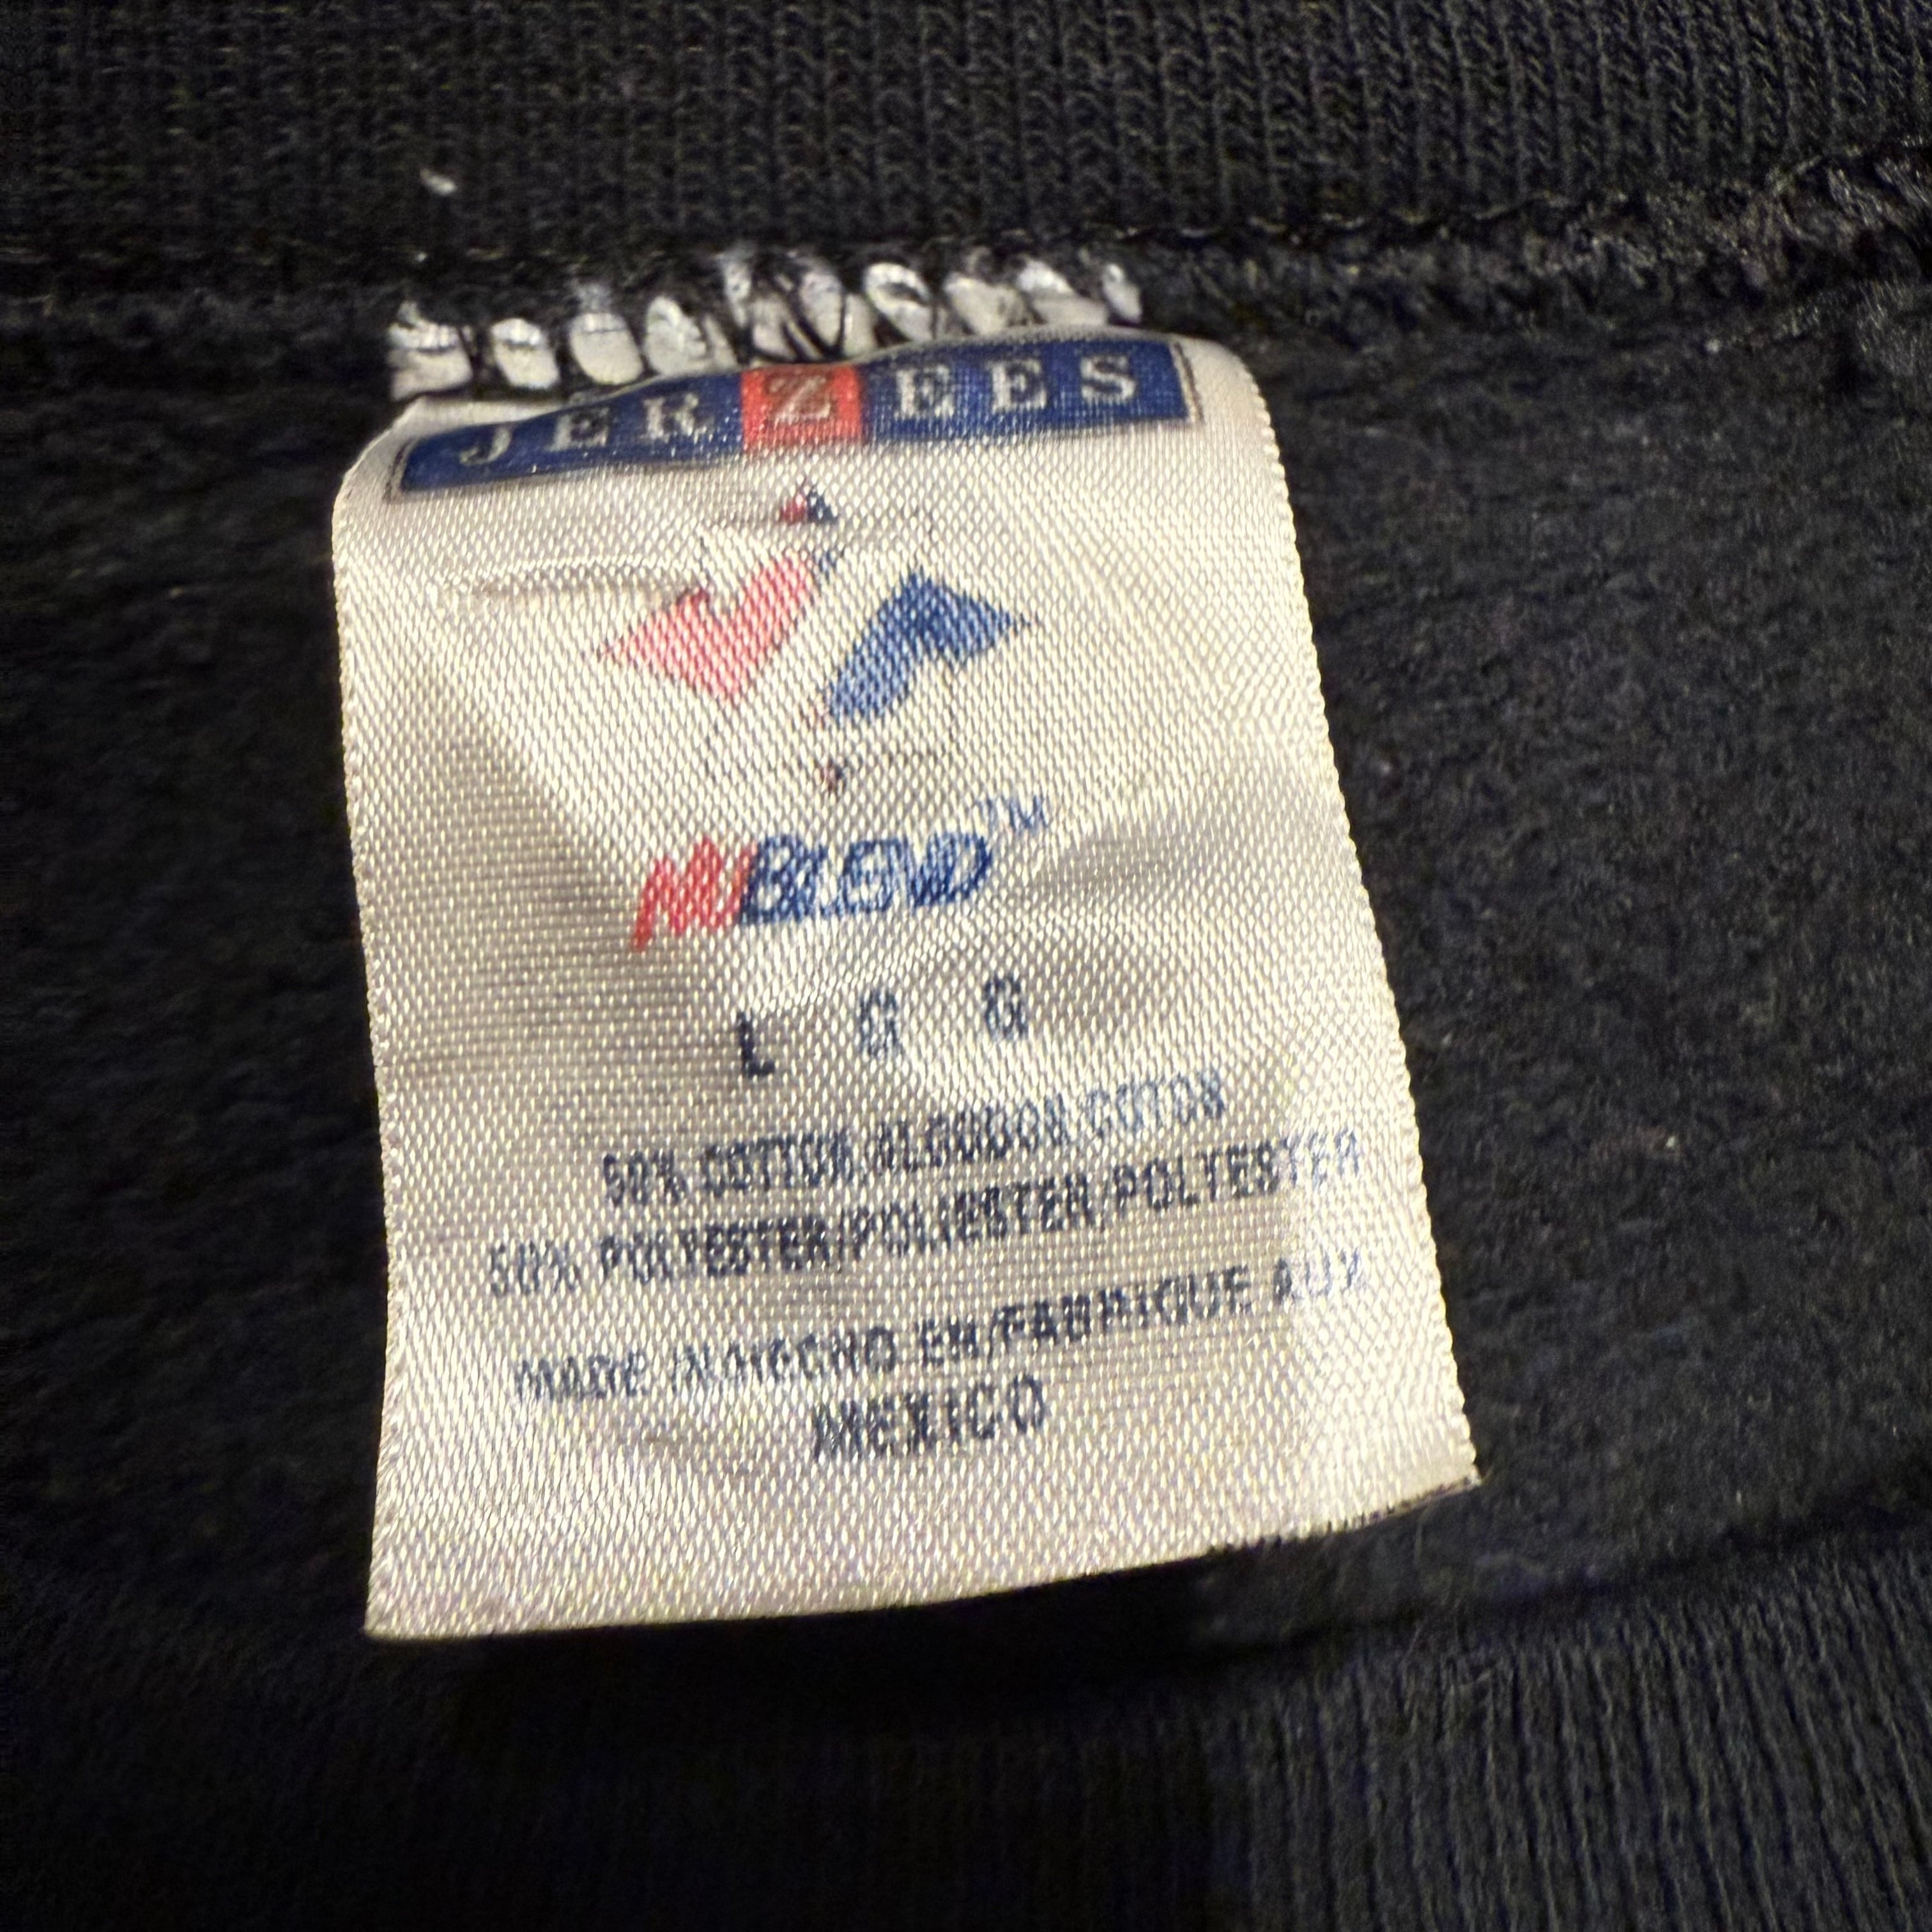 JERZEES
NUBLEND™
L G G
50% COTTON/ALGODON/COTON
50% POLYESTER/POLIESTER/POLYESTER
MADE IN/HECHO EN/FABRIQUE AUX
MEXICO